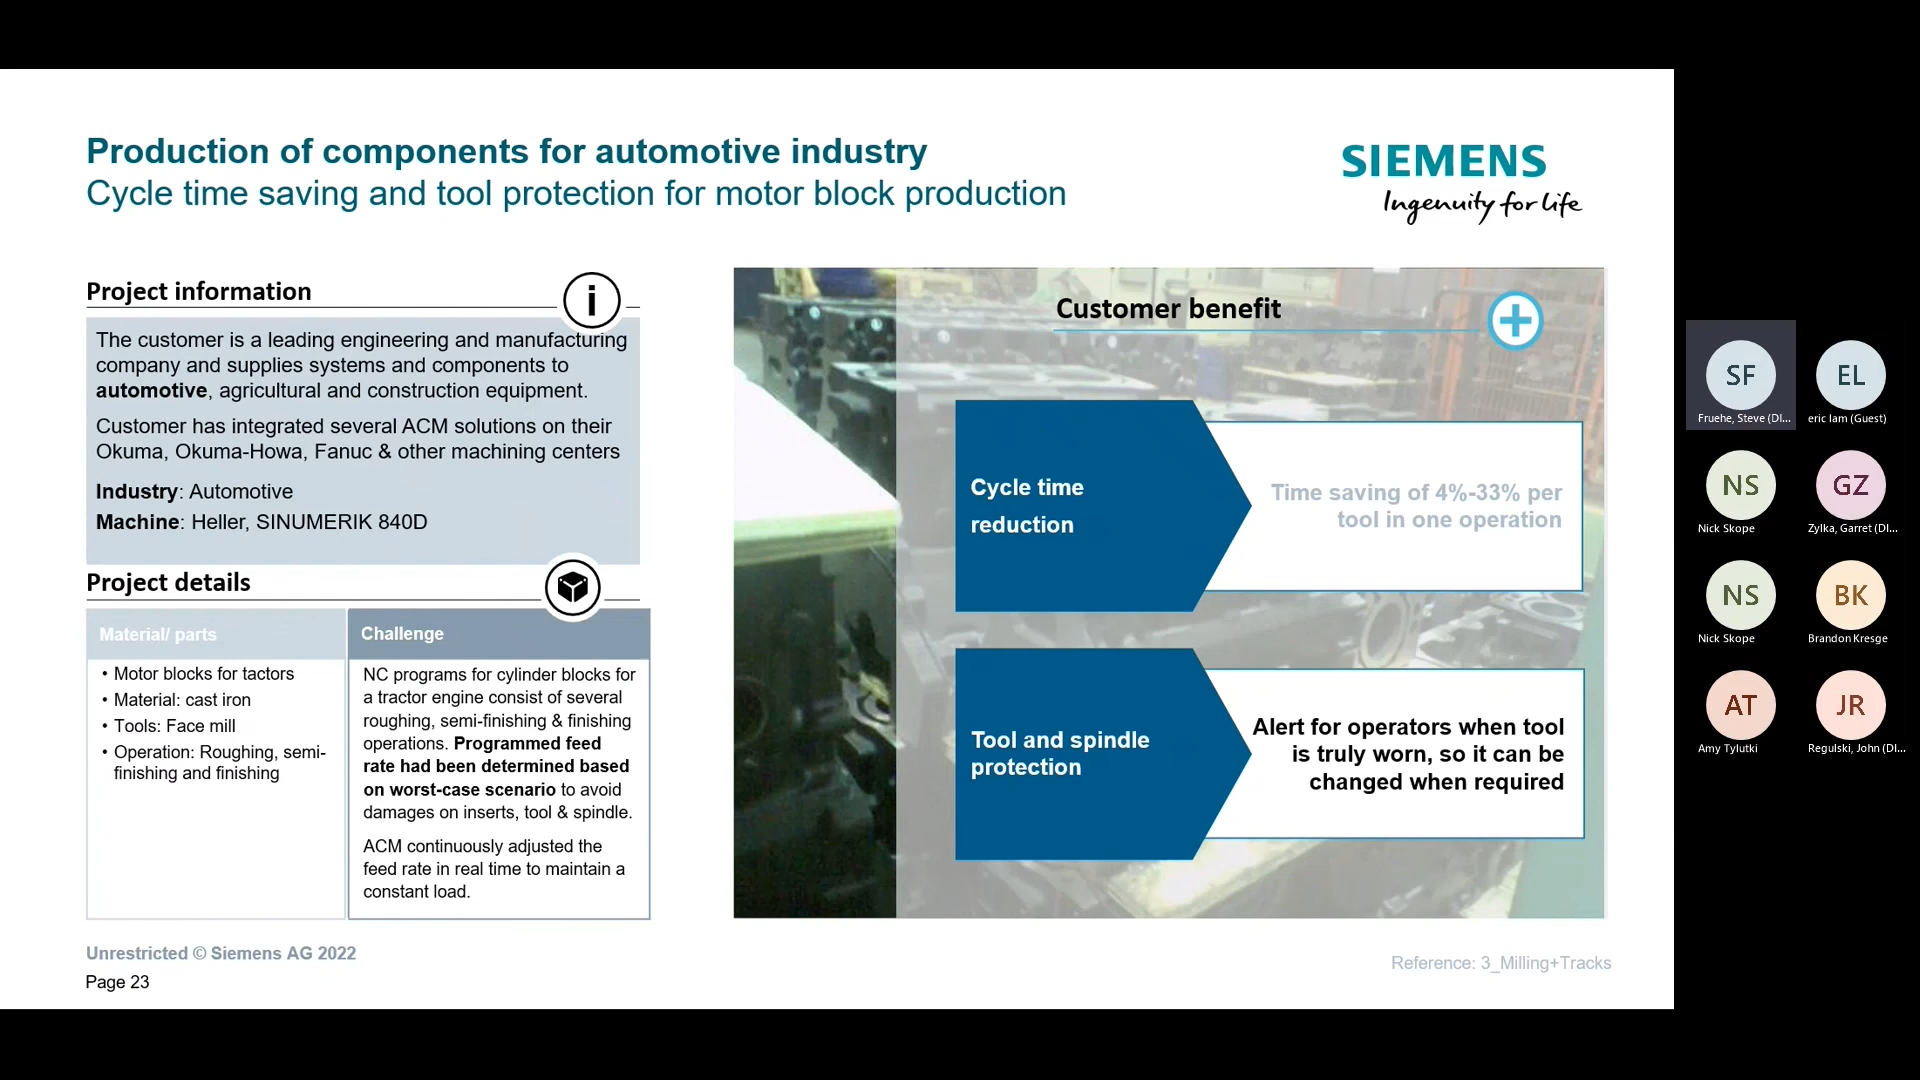 Production of components for automotive industry
Cycle time saving and tool protection for motor block production
SIEMENS
Ingenuity for life
Project information
i
The customer is a leading engineering and manufacturing
company and supplies systems and components to
automotive, agricultural and construction equipment.
Customer has integrated several ACM solutions on their
Okuma, Okuma-Howa, Fanuc & other machining centers
Industry: Automotive
Machine: Heller, SINUMERIK 840D
Project details
Material/ parts
• Motor blocks for tactors
• Material: cast iron
• Tools: Face mill
• Operation: Roughing, semi-
finishing and finishing
Challenge
NC programs for cylinder blocks for
a tractor engine consist of several
roughing, semi-finishing & finishing
operations. Programmed feed
rate had been determined based
on worst-case scenario to avoid
damages on inserts, tool & spindle.
ACM continuously adjusted the
feed rate in real time to maintain a
constant load.
Customer benefit
Cycle time
reduction
Time saving of 4%-33% per
tool in one operation
Tool and spindle
protection
Alert for operators when tool
is truly worn, so it can be
changed when required
Unrestricted © Siemens AG 2022
Page 23
Reference: 3_Milling+Tracks
SF
Fruehe, Steve (DI...
EL
eric lam (Guest)
NS
Nick Skope
GZ
Zylka, Garret (DI...
NS
Nick Skope
BK
Brandon Kresge
AT
Amy Tylutki
JR
Regulski, John (DI...